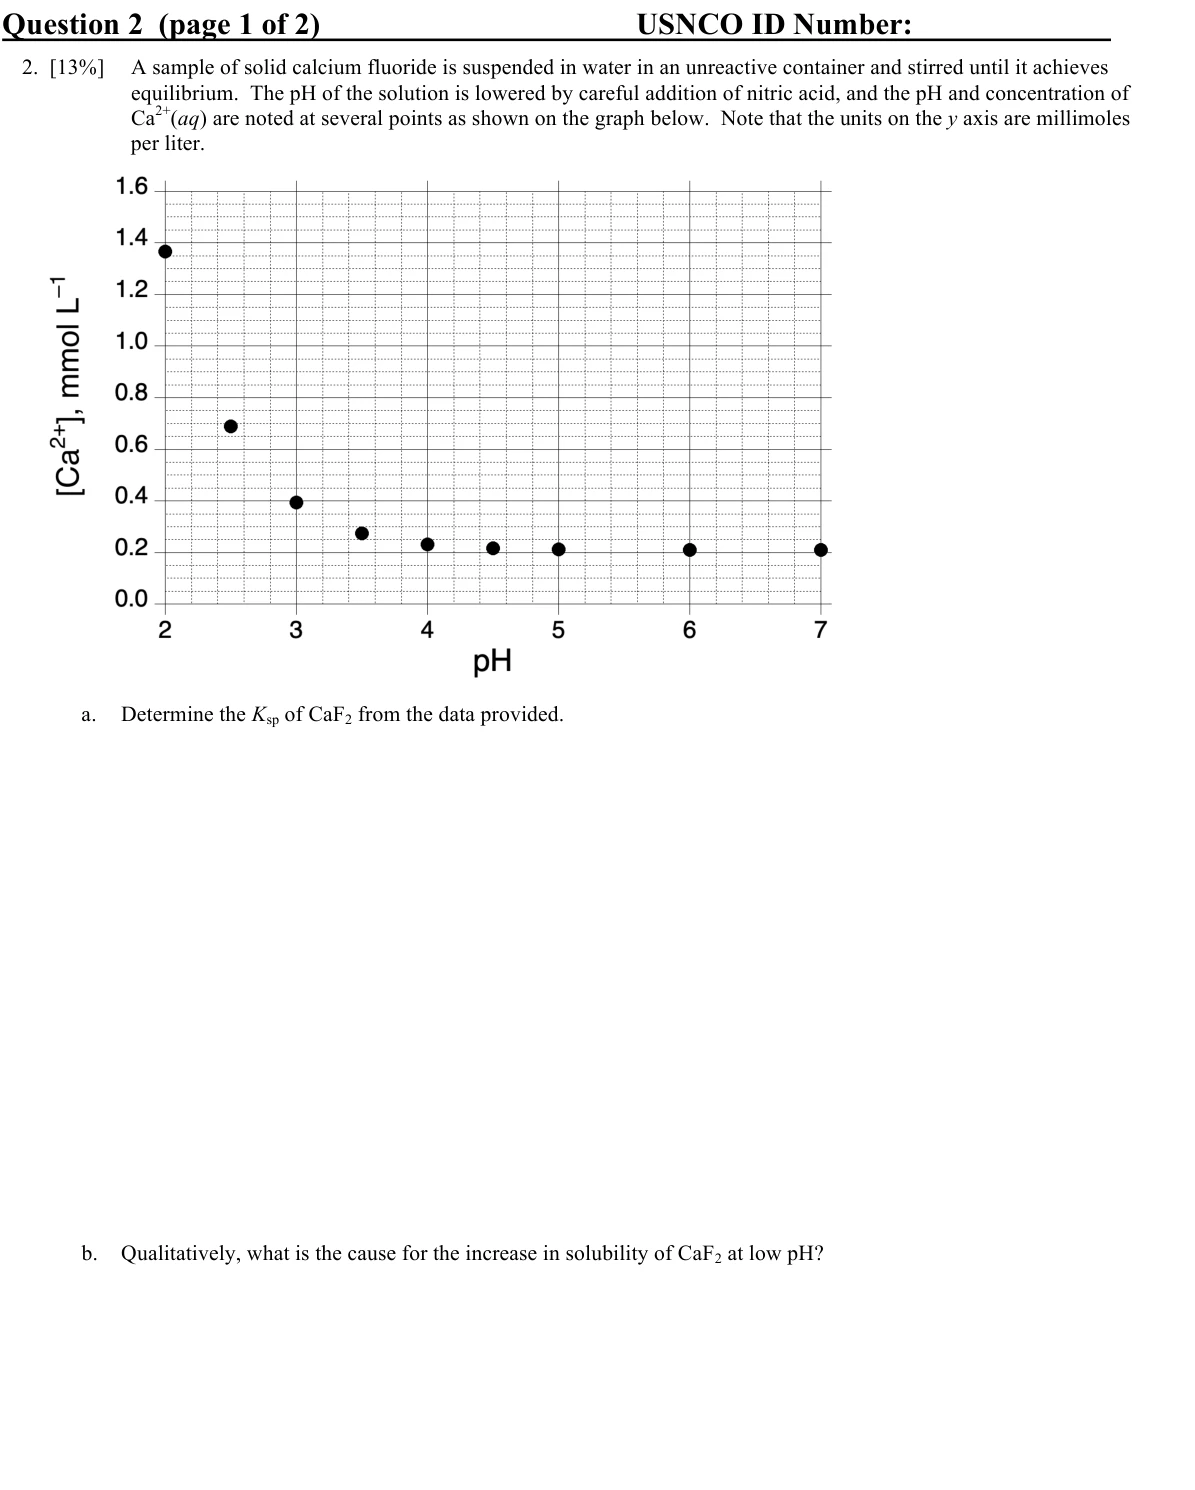 Question 2 (page 1 of 2) USNCO ID Number:
2. [13%] A sample of solid calcium fluoride is suspended in water in an unreactive container and stirred until it achieves
equilibrium. The pH of the solution is lowered by careful addition of nitric acid, and the pH and concentration of
Ca²⁺(aq) are noted at several points as shown on the graph below. Note that the units on the y axis are millimoles
per liter.
1.6
1.4
1.2
1.0
0.8
0.6
0.4
0.2
0.0
[Ca²⁺], mmol L⁻¹
2 3 4 5 6 7
pH
a. Determine the Kₛₚ of CaF₂ from the data provided.
b. Qualitatively, what is the cause for the increase in solubility of CaF₂ at low pH?